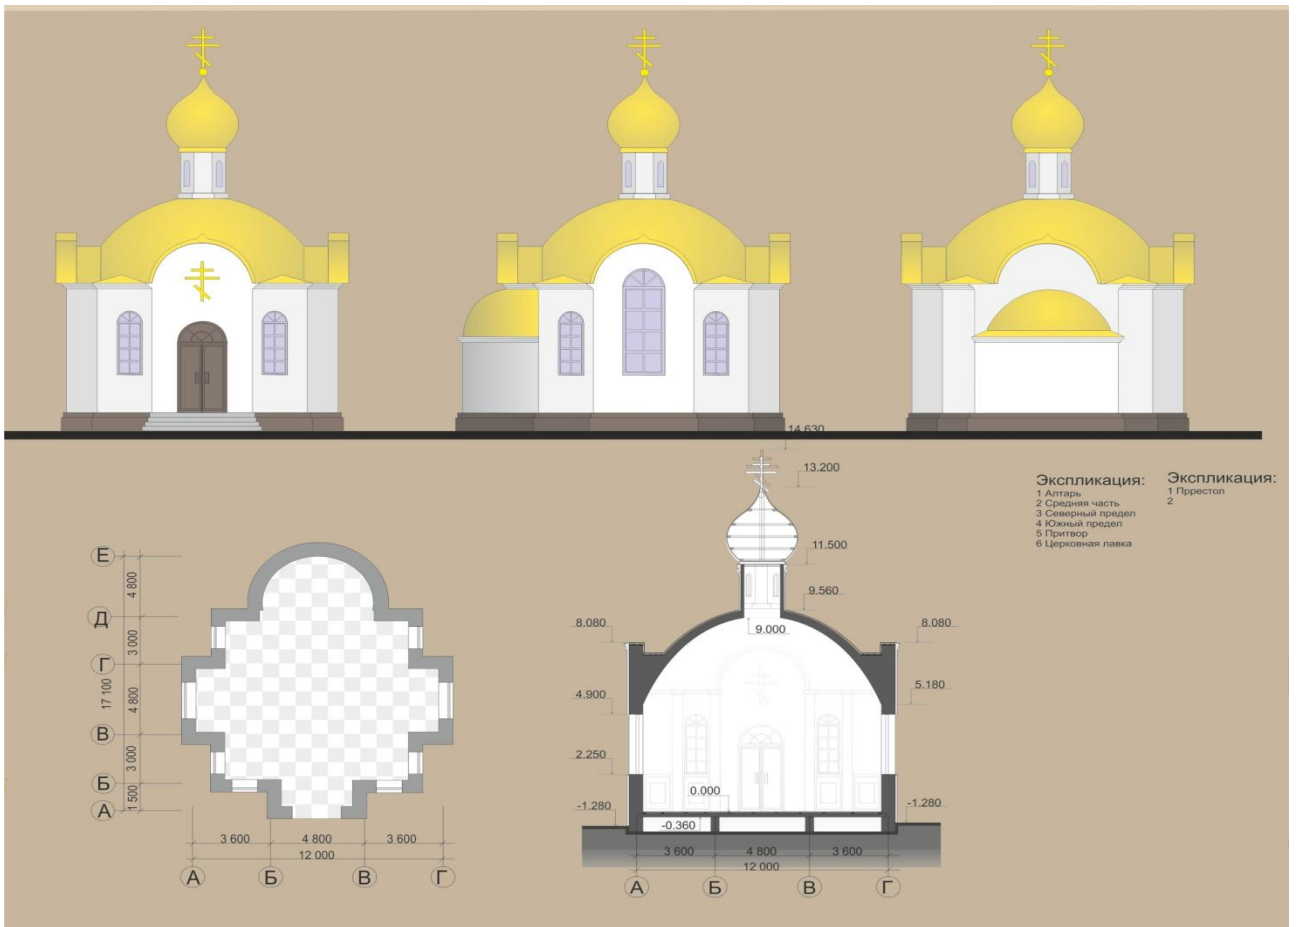 14.630
13.200
11.500
9.560
9.000
8.080
8.080
5.180
4.900
2.250
0.000
-1.280
-1.280
-0.360
3 600
4 800
3 600
12 000
А
Б
В
Г
Экспликация:
1 Алтарь
2 Средняя часть
3 Северный предел
4 Южный предел
5 Притвор
6 Церковная лавка
Экспликация:
1 Пррестол
2
Е
Д
Г
В
Б
А
4 800
3 000
4 800
3 000
1 500
17 100
3 600
4 800
3 600
12 000
А
Б
В
Г